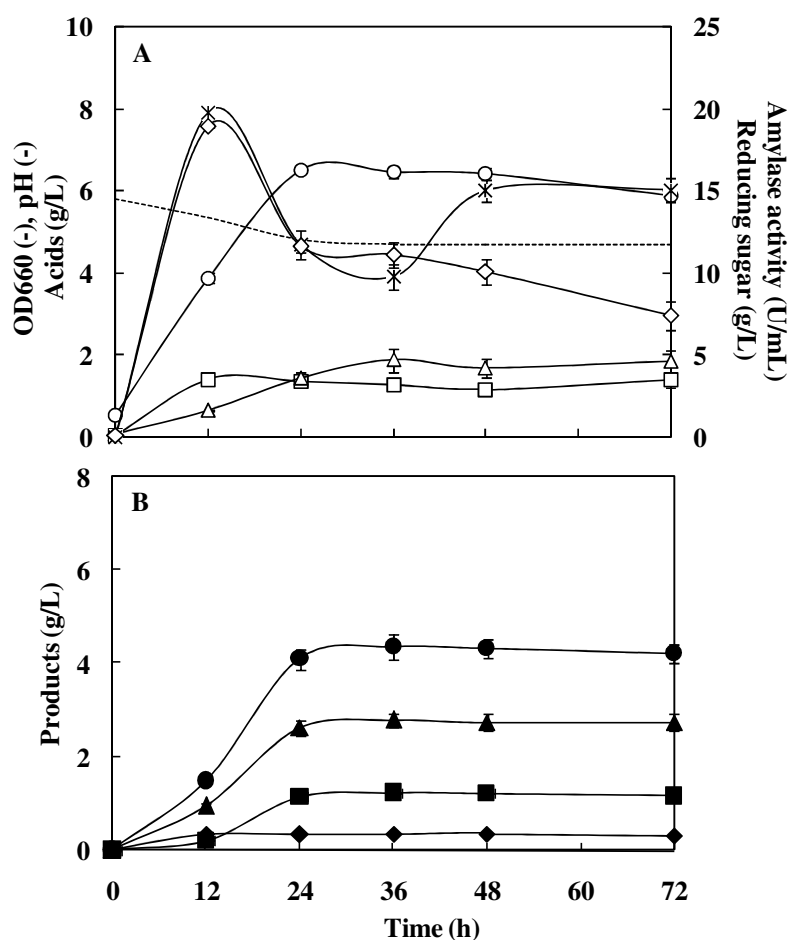 A
10
8
6
4
2
0
OD660 (-), pH (-)
Acids (g/L)
25
20
15
10
5
0
Amylase activity (U/mL)
Reducing sugar (g/L)
B
8
6
4
2
0
Products (g/L)
0 12 24 36 48 60 72
Time (h)